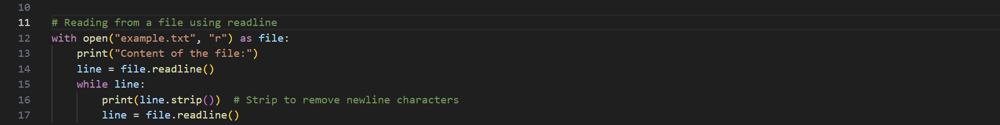 10
11 # Reading from a file using readline
12 with open("example.txt", "r") as file:
13     print("Content of the file:")
14     line = file.readline()
15     while line:
16         print(line.strip())  # Strip to remove newline characters
17         line = file.readline()